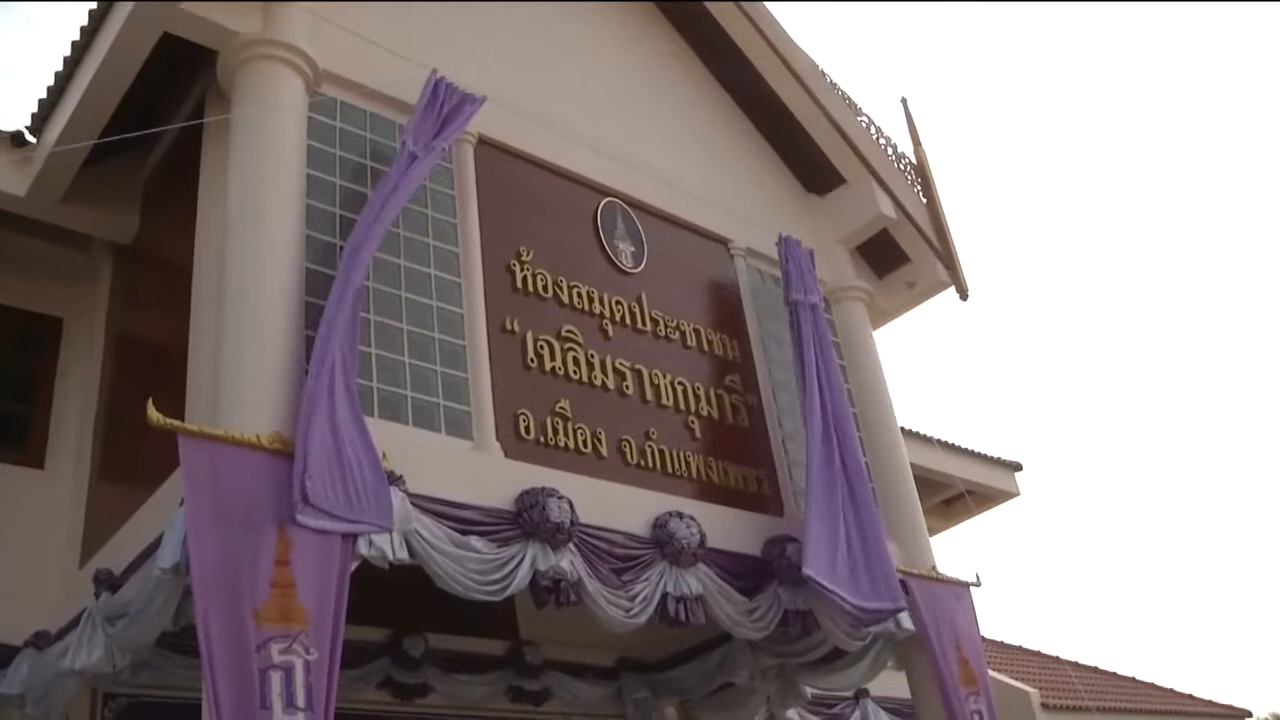 ห้องสมุดประชาชน
“เฉลิมราชกุมารี”
อ.เมือง จ.กำแพงเพชร